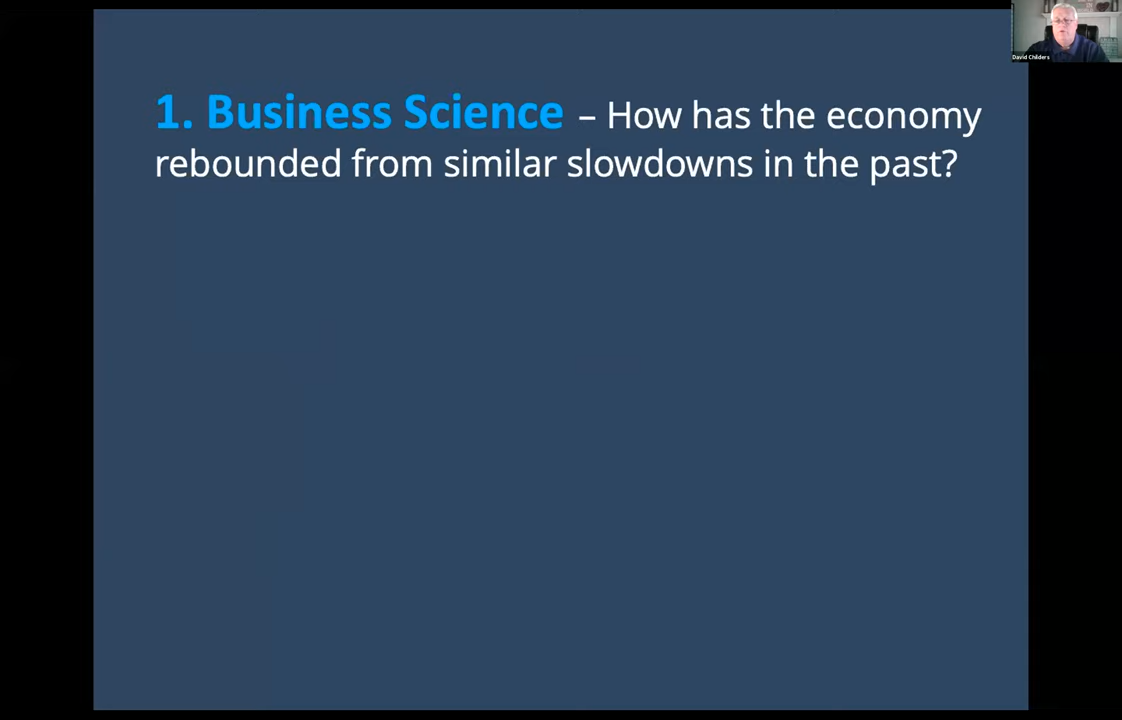 David Childers
1. Business Science – How has the economy
rebounded from similar slowdowns in the past?